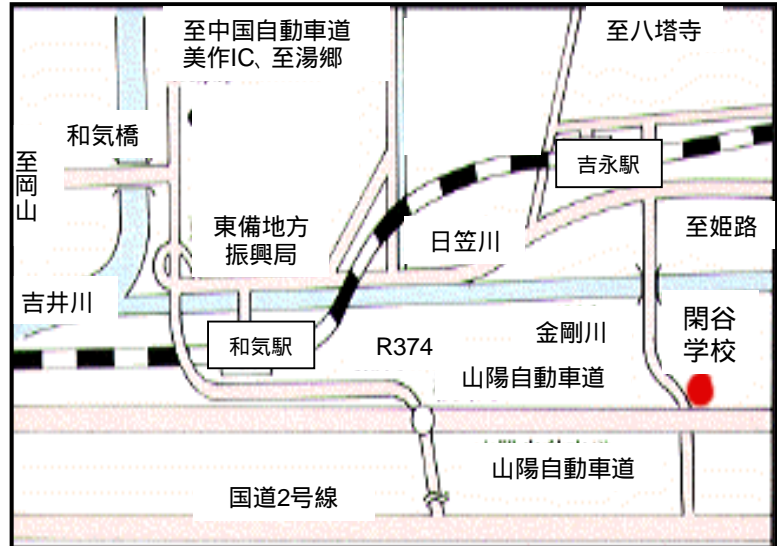 至中国自動車道
美作IC、至湯郷
至八塔寺
和気橋
至岡山
吉永駅
東備地方
振興局
日笠川
至姫路
吉井川
和気駅
R374
金剛川
閑谷
学校
山陽自動車道
山陽自動車道
国道2号線